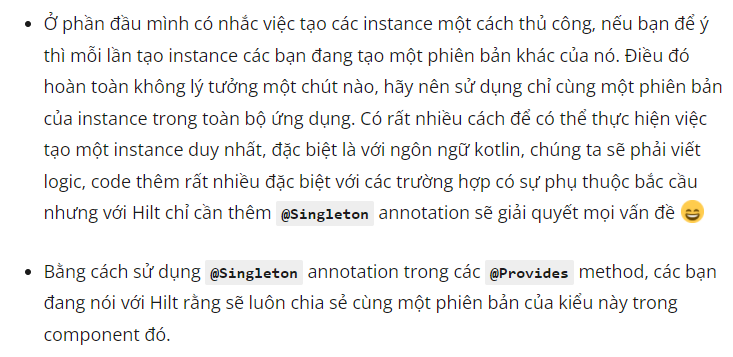 Ở phần đầu mình có nhắc việc tạo các instance một cách thủ công, nếu bạn để ý
thì mỗi lần tạo instance các bạn đang tạo một phiên bản khác của nó. Điều đó
hoàn toàn không lý tưởng một chút nào, hãy nên sử dụng chỉ cùng một phiên bản
của instance trong toàn bộ ứng dụng. Có rất nhiều cách để có thể thực hiện việc
tạo một instance duy nhất, đặc biệt là với ngôn ngữ kotlin, chúng ta sẽ phải viết
logic, code thêm rất nhiều đặc biệt với các trường hợp có sự phụ thuộc bắc cầu
nhưng với Hilt chỉ cần thêm @Singleton annotation sẽ giải quyết mọi vấn đề 😄
Bằng cách sử dụng @Singleton annotation trong các @Provides method, các bạn
đang nói với Hilt rằng sẽ luôn chia sẻ cùng một phiên bản của kiểu này trong
component đó.